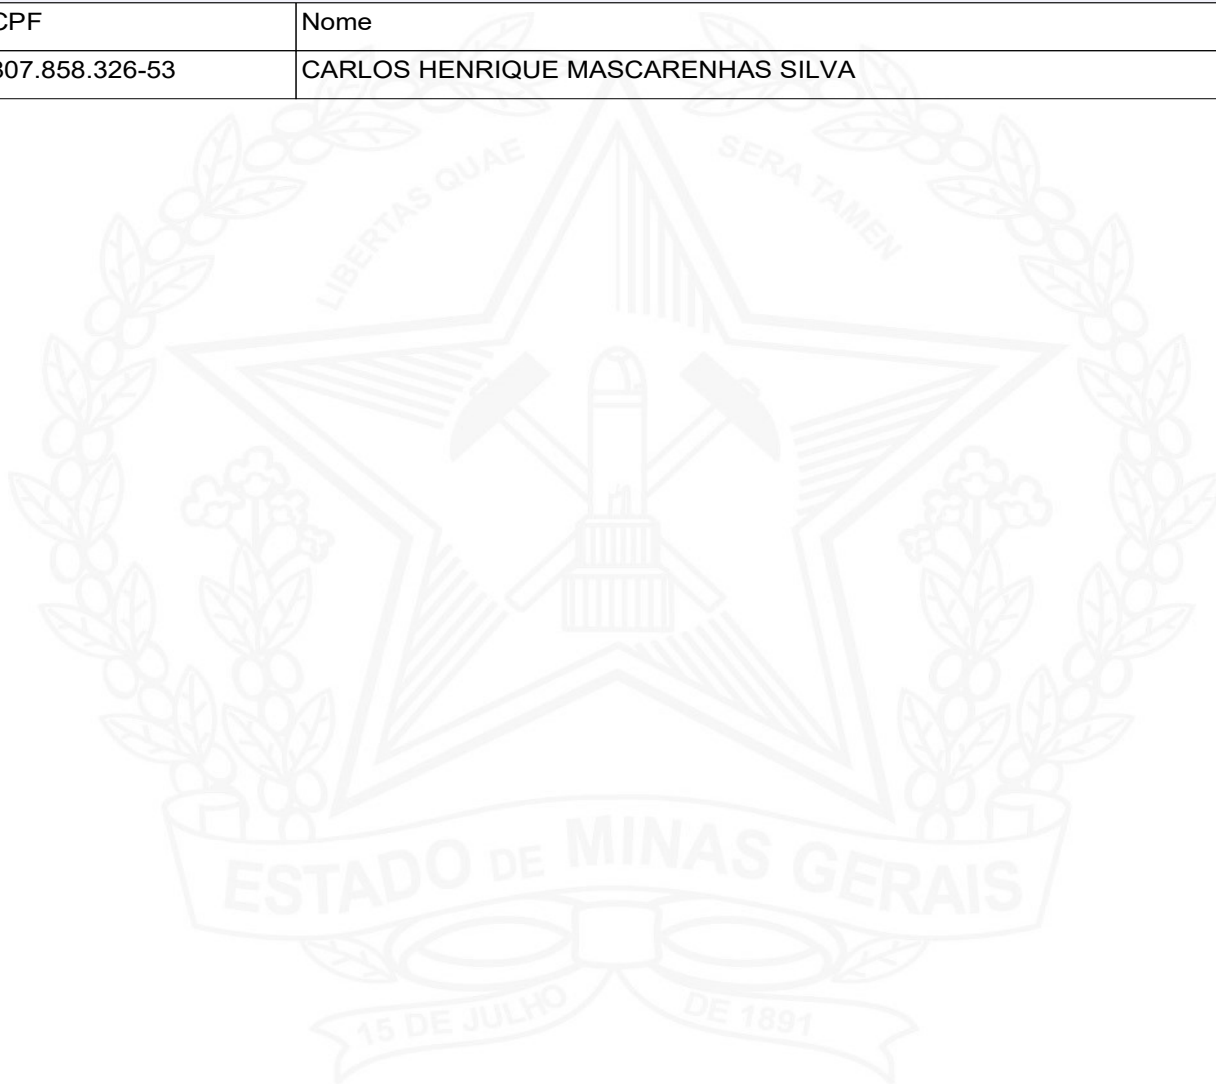 CPF Nome
807.858.326-53 CARLOS HENRIQUE MASCARENHAS SILVA
LIBERTAS QUAE SERA TAMEN
ESTADO DE MINAS GERAIS
15 DE JULHO DE 1891